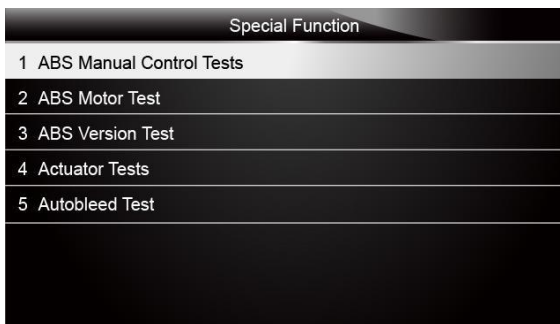 Special Function
1 ABS Manual Control Tests
2 ABS Motor Test
3 ABS Version Test
4 Actuator Tests
5 Autobleed Test